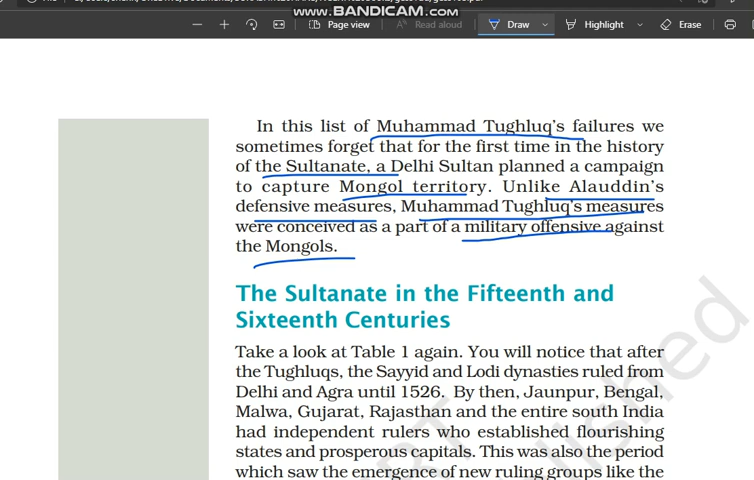 www.BANDICAM.com
Page view
Read aloud
Draw
Highlight
Erase
In this list of Muhammad Tughluq's failures we
sometimes forget that for the first time in the history
of the Sultanate, a Delhi Sultan planned a campaign
to capture Mongol territory. Unlike Alauddin's
defensive measures, Muhammad Tughluq's measures
were conceived as a part of a military offensive against
the Mongols.
The Sultanate in the Fifteenth and
Sixteenth Centuries
Take a look at Table 1 again. You will notice that after
the Tughluqs, the Sayyid and Lodi dynasties ruled from
Delhi and Agra until 1526. By then, Jaunpur, Bengal,
Malwa, Gujarat, Rajasthan and the entire south India
had independent rulers who established flourishing
states and prosperous capitals. This was also the period
which saw the emergence of new ruling groups like the